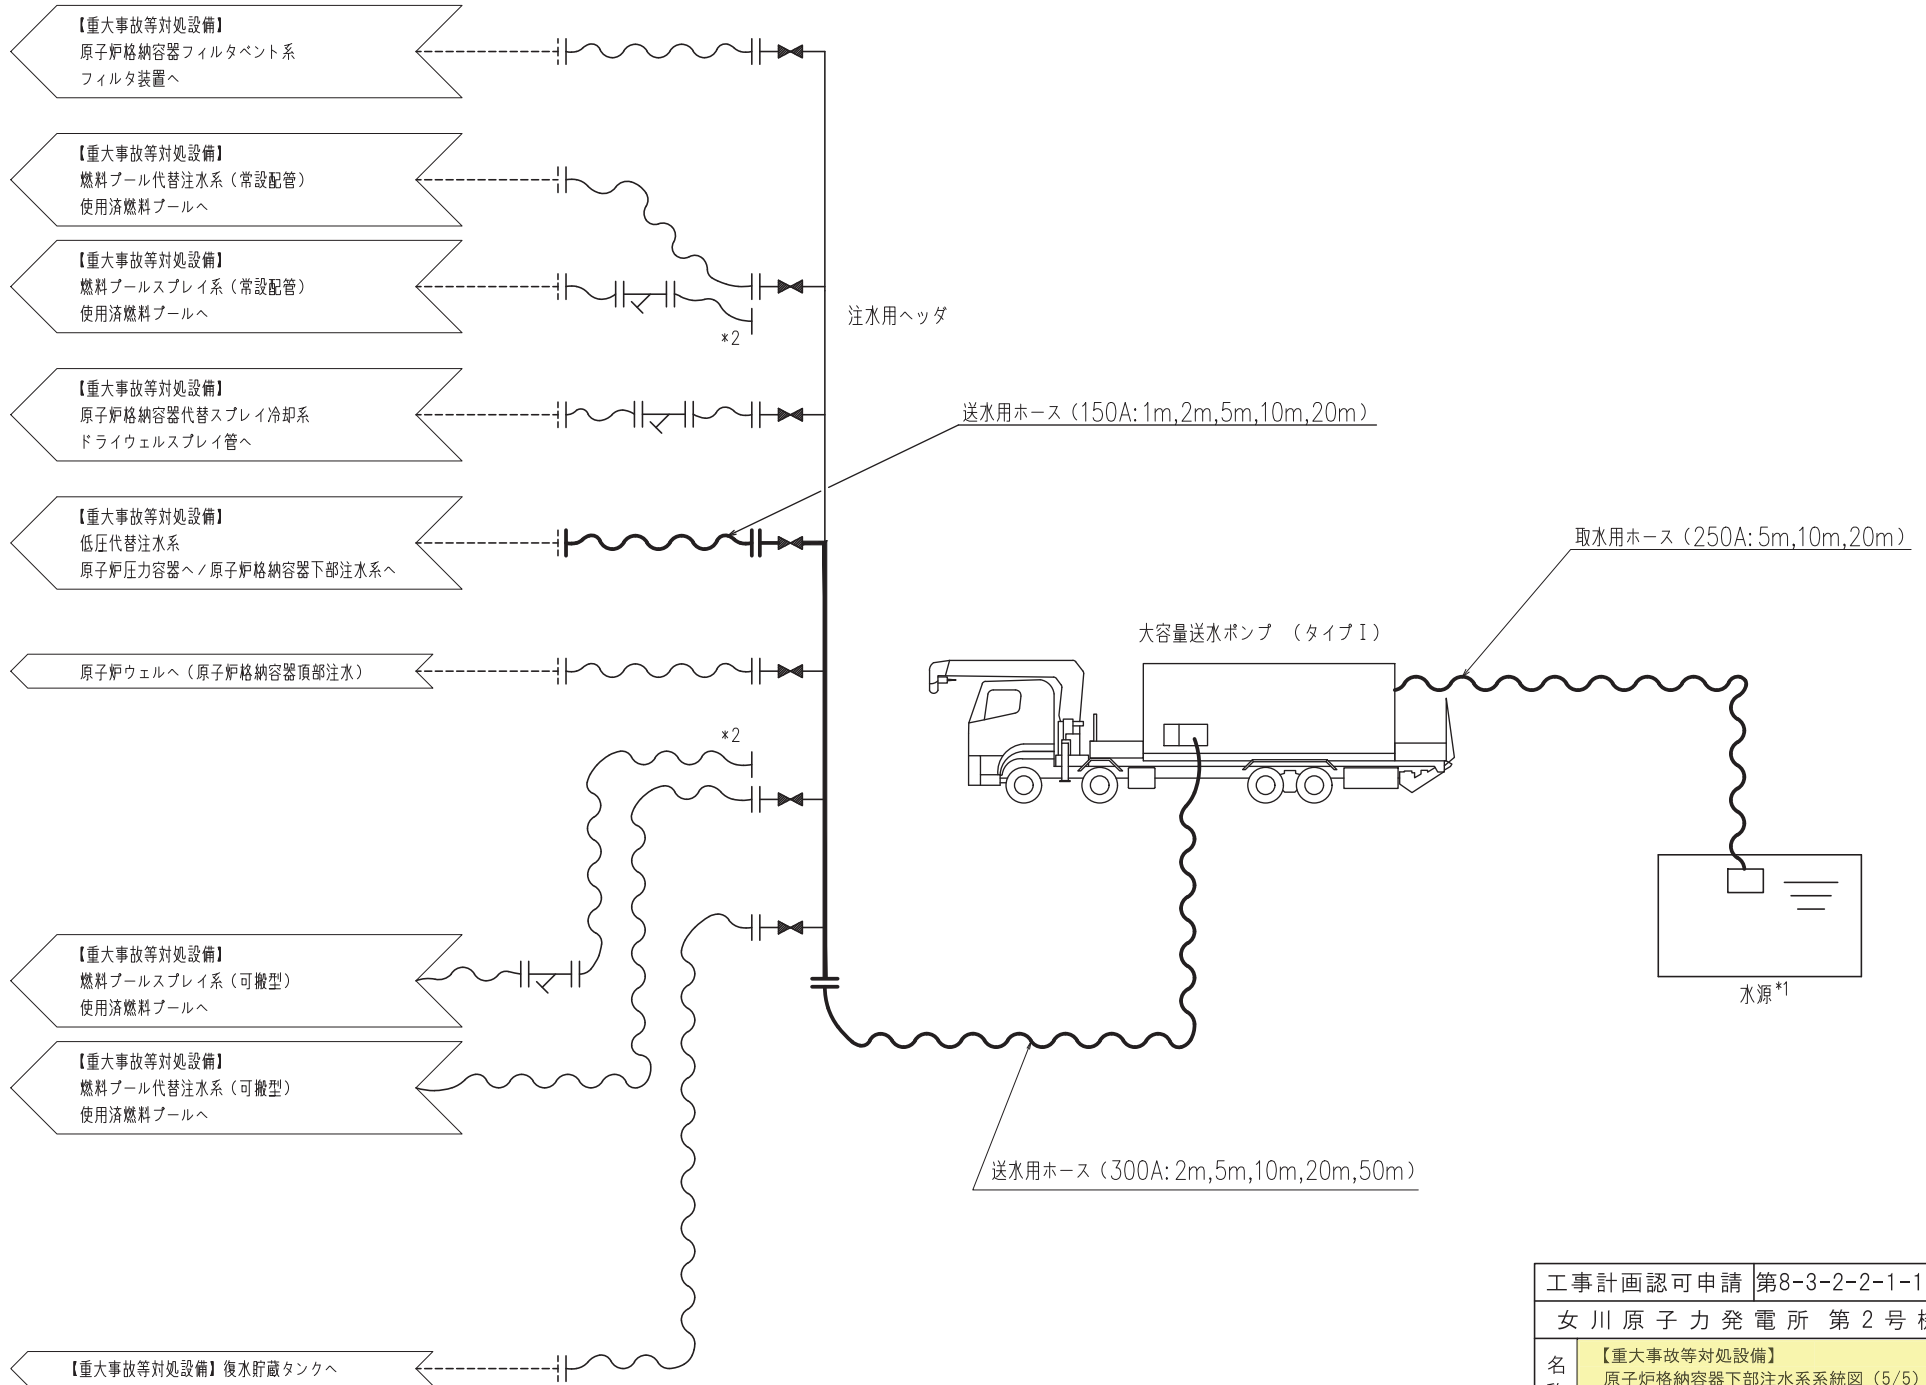 【重大事故等対処設備】
原子炉格納容器フィルタベント系
フィルタ装置へ
【重大事故等対処設備】
燃料プール代替注水系（常設配管）
使用済燃料プールへ
【重大事故等対処設備】
燃料プールスプレイ系（常設配管）
使用済燃料プールへ
*2
注水用ヘッダ
【重大事故等対処設備】
原子炉格納容器代替スプレイ冷却系
ドライウェルスプレイ管へ
送水用ホース（150A:1m,2m,5m,10m,20m）
【重大事故等対処設備】
低圧代替注水系
原子炉圧力容器へ／原子炉格納容器下部注水系へ
取水用ホース（250A:5m,10m,20m）
大容量送水ポンプ （タイプⅠ）
原子炉ウェルへ（原子炉格納容器頂部注水）
*2
【重大事故等対処設備】
燃料プールスプレイ系（可搬型）
使用済燃料プールへ
水源*1
【重大事故等対処設備】
燃料プール代替注水系（可搬型）
使用済燃料プールへ
送水用ホース（300A:2m,5m,10m,20m,50m）
【重大事故等対処設備】復水貯蔵タンクへ
工事計画認可申請 第8-3-2-2-1-1
女川原子力発電所 第2号
名
【重大事故等対処設備】
原子炉格納容器下部注水系系統図（5/5）